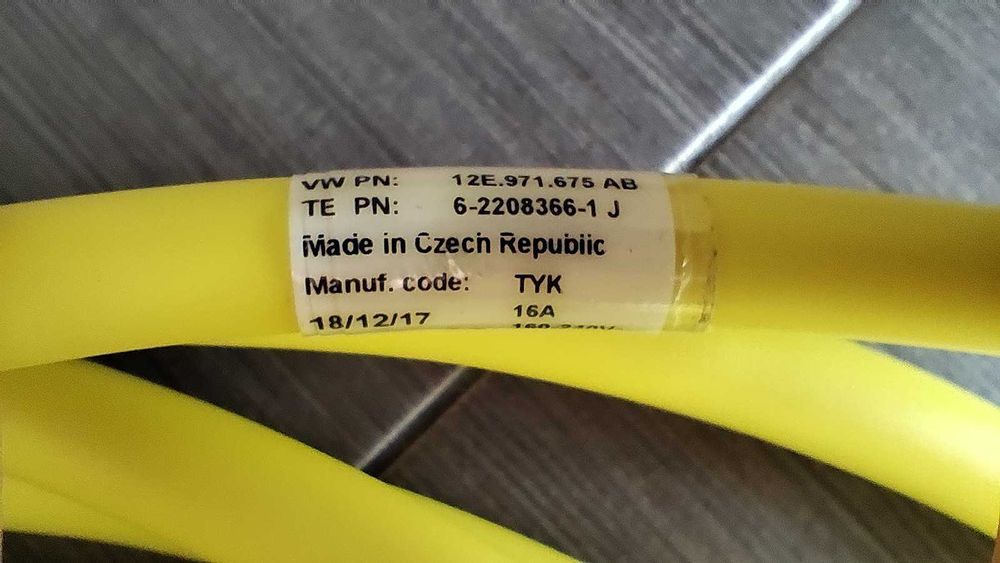 VW PN: 12E.971.675 AB
TE PN: 6-2208366-1 J
Made in Czech Republic
Manuf. code: TYK
18/12/17 16A